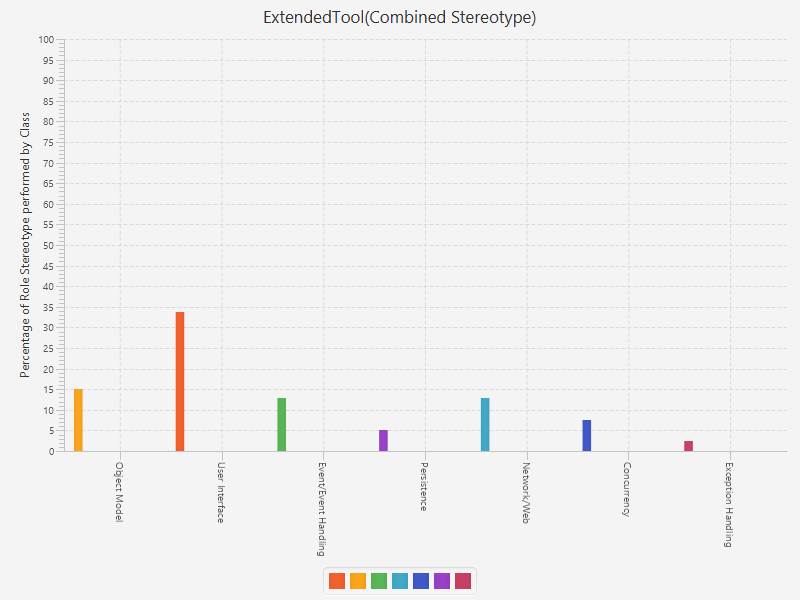 ExtendedTool(Combined Stereotype)
Percentage of Role Stereotype performed by Class
100
95
90
85
80
75
70
65
60
55
50
45
40
35
30
25
20
15
10
5
0
Object Model
User Interface
Event/Event Handling
Persistence
Network/Web
Concurrency
Exception Handling